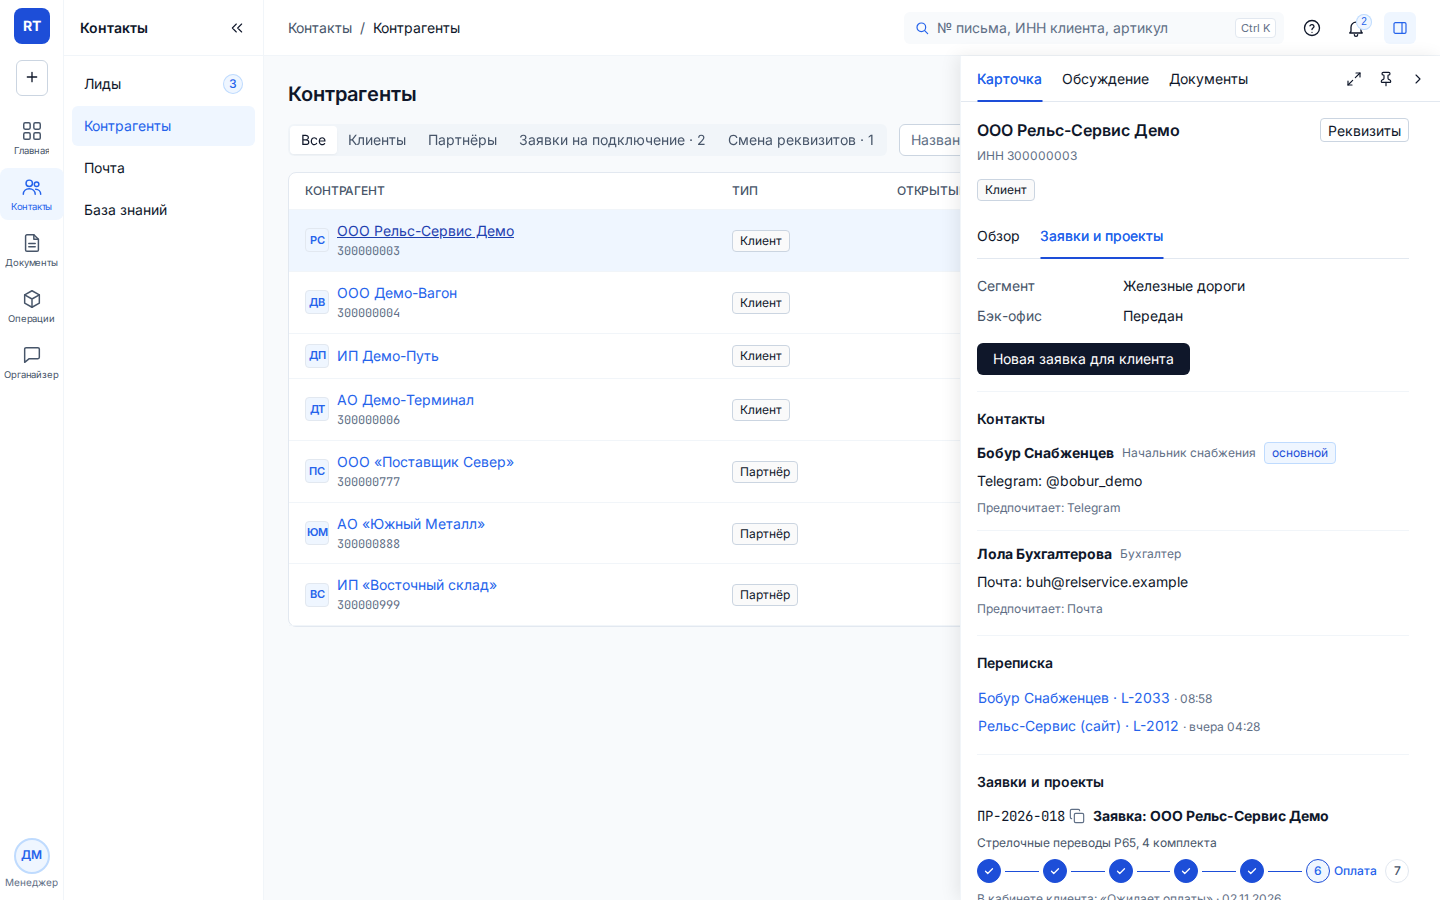 RT
Контакты
Контакты / Контрагенты
№ письма, ИНН клиента, артикул
Ctrl K
2
Главная
Контакты
Документы
Операции
Органайзер
ДМ
Менеджер
Лиды
3
Контрагенты
Почта
База знаний
Контрагенты
Все
Клиенты
Партнёры
Заявки на подключение · 2
Смена реквизитов · 1
Назван
КОНТРАГЕНТ
ТИП
ОТКРЫТЫ
РС
ООО Рельс-Сервис Демо
300000003
Клиент
ДВ
ООО Демо-Вагон
300000004
Клиент
ДП
ИП Демо-Путь
Клиент
ДТ
АО Демо-Терминал
300000006
Клиент
ПС
ООО «Поставщик Север»
300000777
Партнёр
ЮМ
АО «Южный Металл»
300000888
Партнёр
ВС
ИП «Восточный склад»
300000999
Партнёр
Карточка
Обсуждение
Документы
ООО Рельс-Сервис Демо
Реквизиты
ИНН 300000003
Клиент
Обзор
Заявки и проекты
Сегмент
Железные дороги
Бэк-офис
Передан
Новая заявка для клиента
Контакты
Бобур Снабженцев Начальник снабжения основной
Telegram: @bobur_demo
Предпочитает: Telegram
Лола Бухгалтерова Бухгалтер
Почта: buh@relservice.example
Предпочитает: Почта
Переписка
Бобур Снабженцев · L-2033 · 08:58
Рельс-Сервис (сайт) · L-2012 · вчера 04:28
Заявки и проекты
ПР-2026-018 Заявка: ООО Рельс-Сервис Демо
Стрелочные переводы Р65, 4 комплекта
6 Оплата 7
В кабинете клиента: «Ожидает оплаты» · 02.11.2026